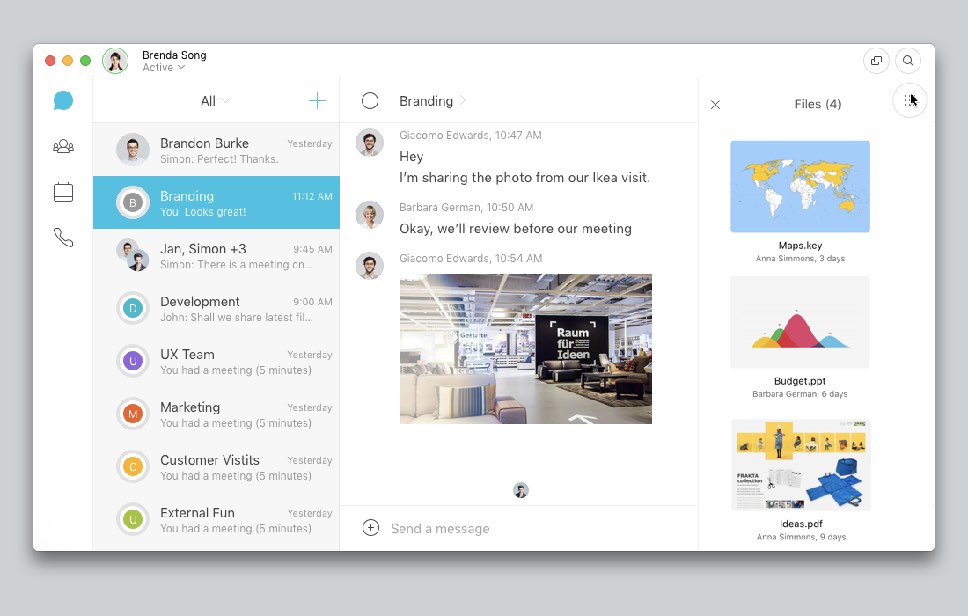 Brenda Song
Active
All
Brandon Burke
Yesterday
Simon: Perfect! Thanks.
B
Branding
11:12 AM
You: Looks great!
Jan, Simon +3
9:45 AM
Simon: There is a meeting on...
D
Development
9:00 AM
John: Shall we share latest fil...
U
UX Team
Yesterday
You had a meeting (5 minutes)
M
Marketing
Yesterday
You had a meeting (5 minutes)
C
Customer Vistits
Yesterday
You had a meeting (5 minutes)
U
External Fun
Yesterday
You had a meeting (5 minutes)
Branding
Giacomo Edwards, 10:47 AM
Hey
I'm sharing the photo from our Ikea visit.
Barbara German, 10:50 AM
Okay, we'll review before our meeting
Giacomo Edwards, 10:54 AM
Raum
für
Ideen
Send a message
Files (4)
Maps.key
Anna Simmons, 3 days
Budget.ppt
Barbara German, 6 days
FRAKTA
collection
Ideas.pdf
Anna Simmons, 9 days